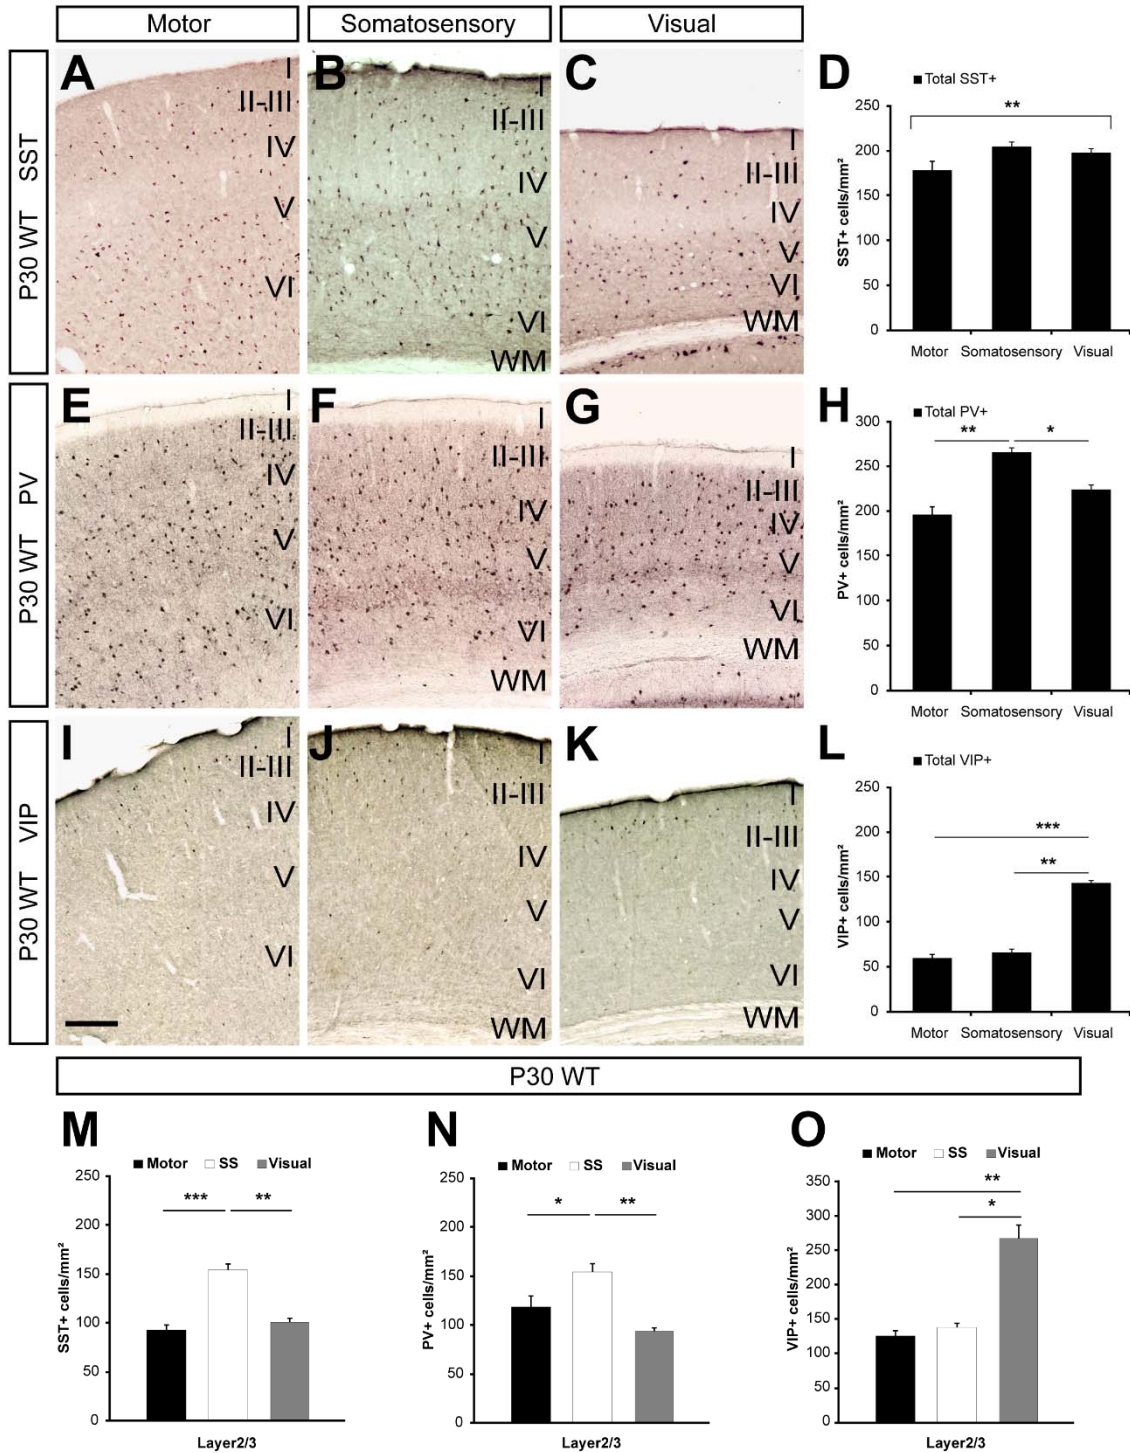 Motor Somatosensory Visual
P30 WT SST
A
I
II-III
IV
V
VI
B
I
II-III
IV
V
VI
WM
C
I
II-III
IV
V
VI
WM
D
Total SST+
**
SST+ cells/mm²
250
200
150
100
50
0
Motor Somatosensory Visual
P30 WT PV
E
I
II-III
IV
V
VI
F
I
II-III
IV
V
VI
WM
G
I
II-III
IV
V
VI
WM
H
Total PV+
** *
PV+ cells/mm²
300
250
200
150
100
50
0
Motor Somatosensory Visual
P30 WT VIP
I
I
II-III
IV
V
VI
J
I
II-III
IV
V
VI
WM
K
I
II-III
IV
V
VI
WM
L
Total VIP+
***
**
VIP+ cells/mm²
250
200
150
100
50
0
Motor Somatosensory Visual
P30 WT
M
Motor SS Visual
*** **
SST+ cells/mm²
250
200
150
100
50
0
Layer2/3
N
Motor SS Visual
* **
PV+ cells/mm²
250
200
150
100
50
0
Layer2/3
O
Motor SS Visual
**
*
VIP+ cells/mm²
350
300
250
200
150
100
50
0
Layer2/3